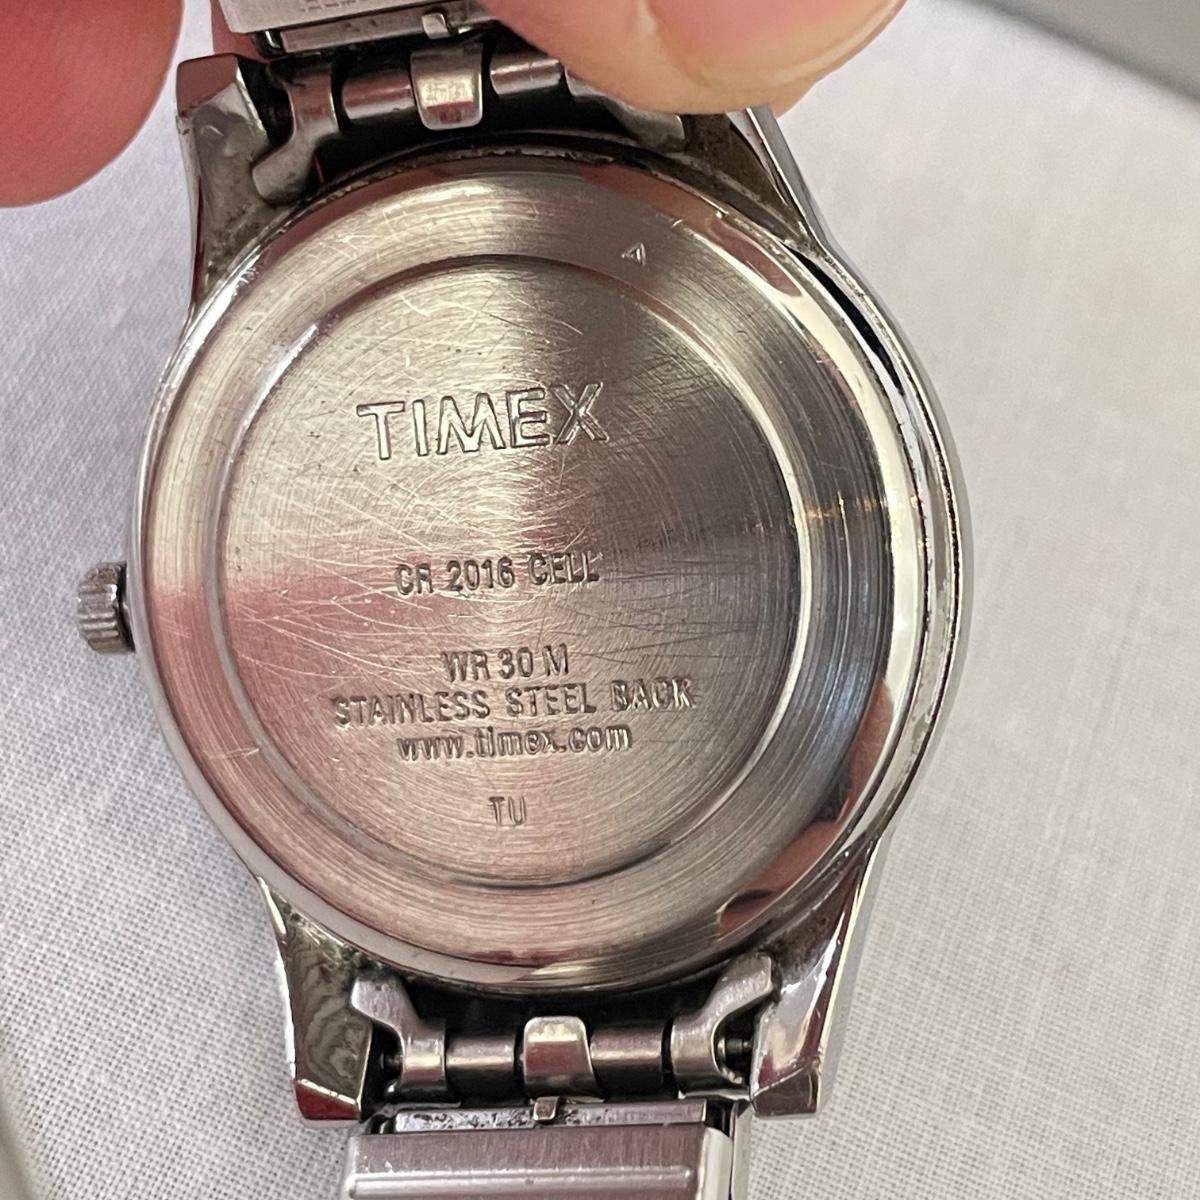 TIMEX
CR 2016 CELL
WR 30 M
STAINLESS STEEL BACK
www.timex.com
TU